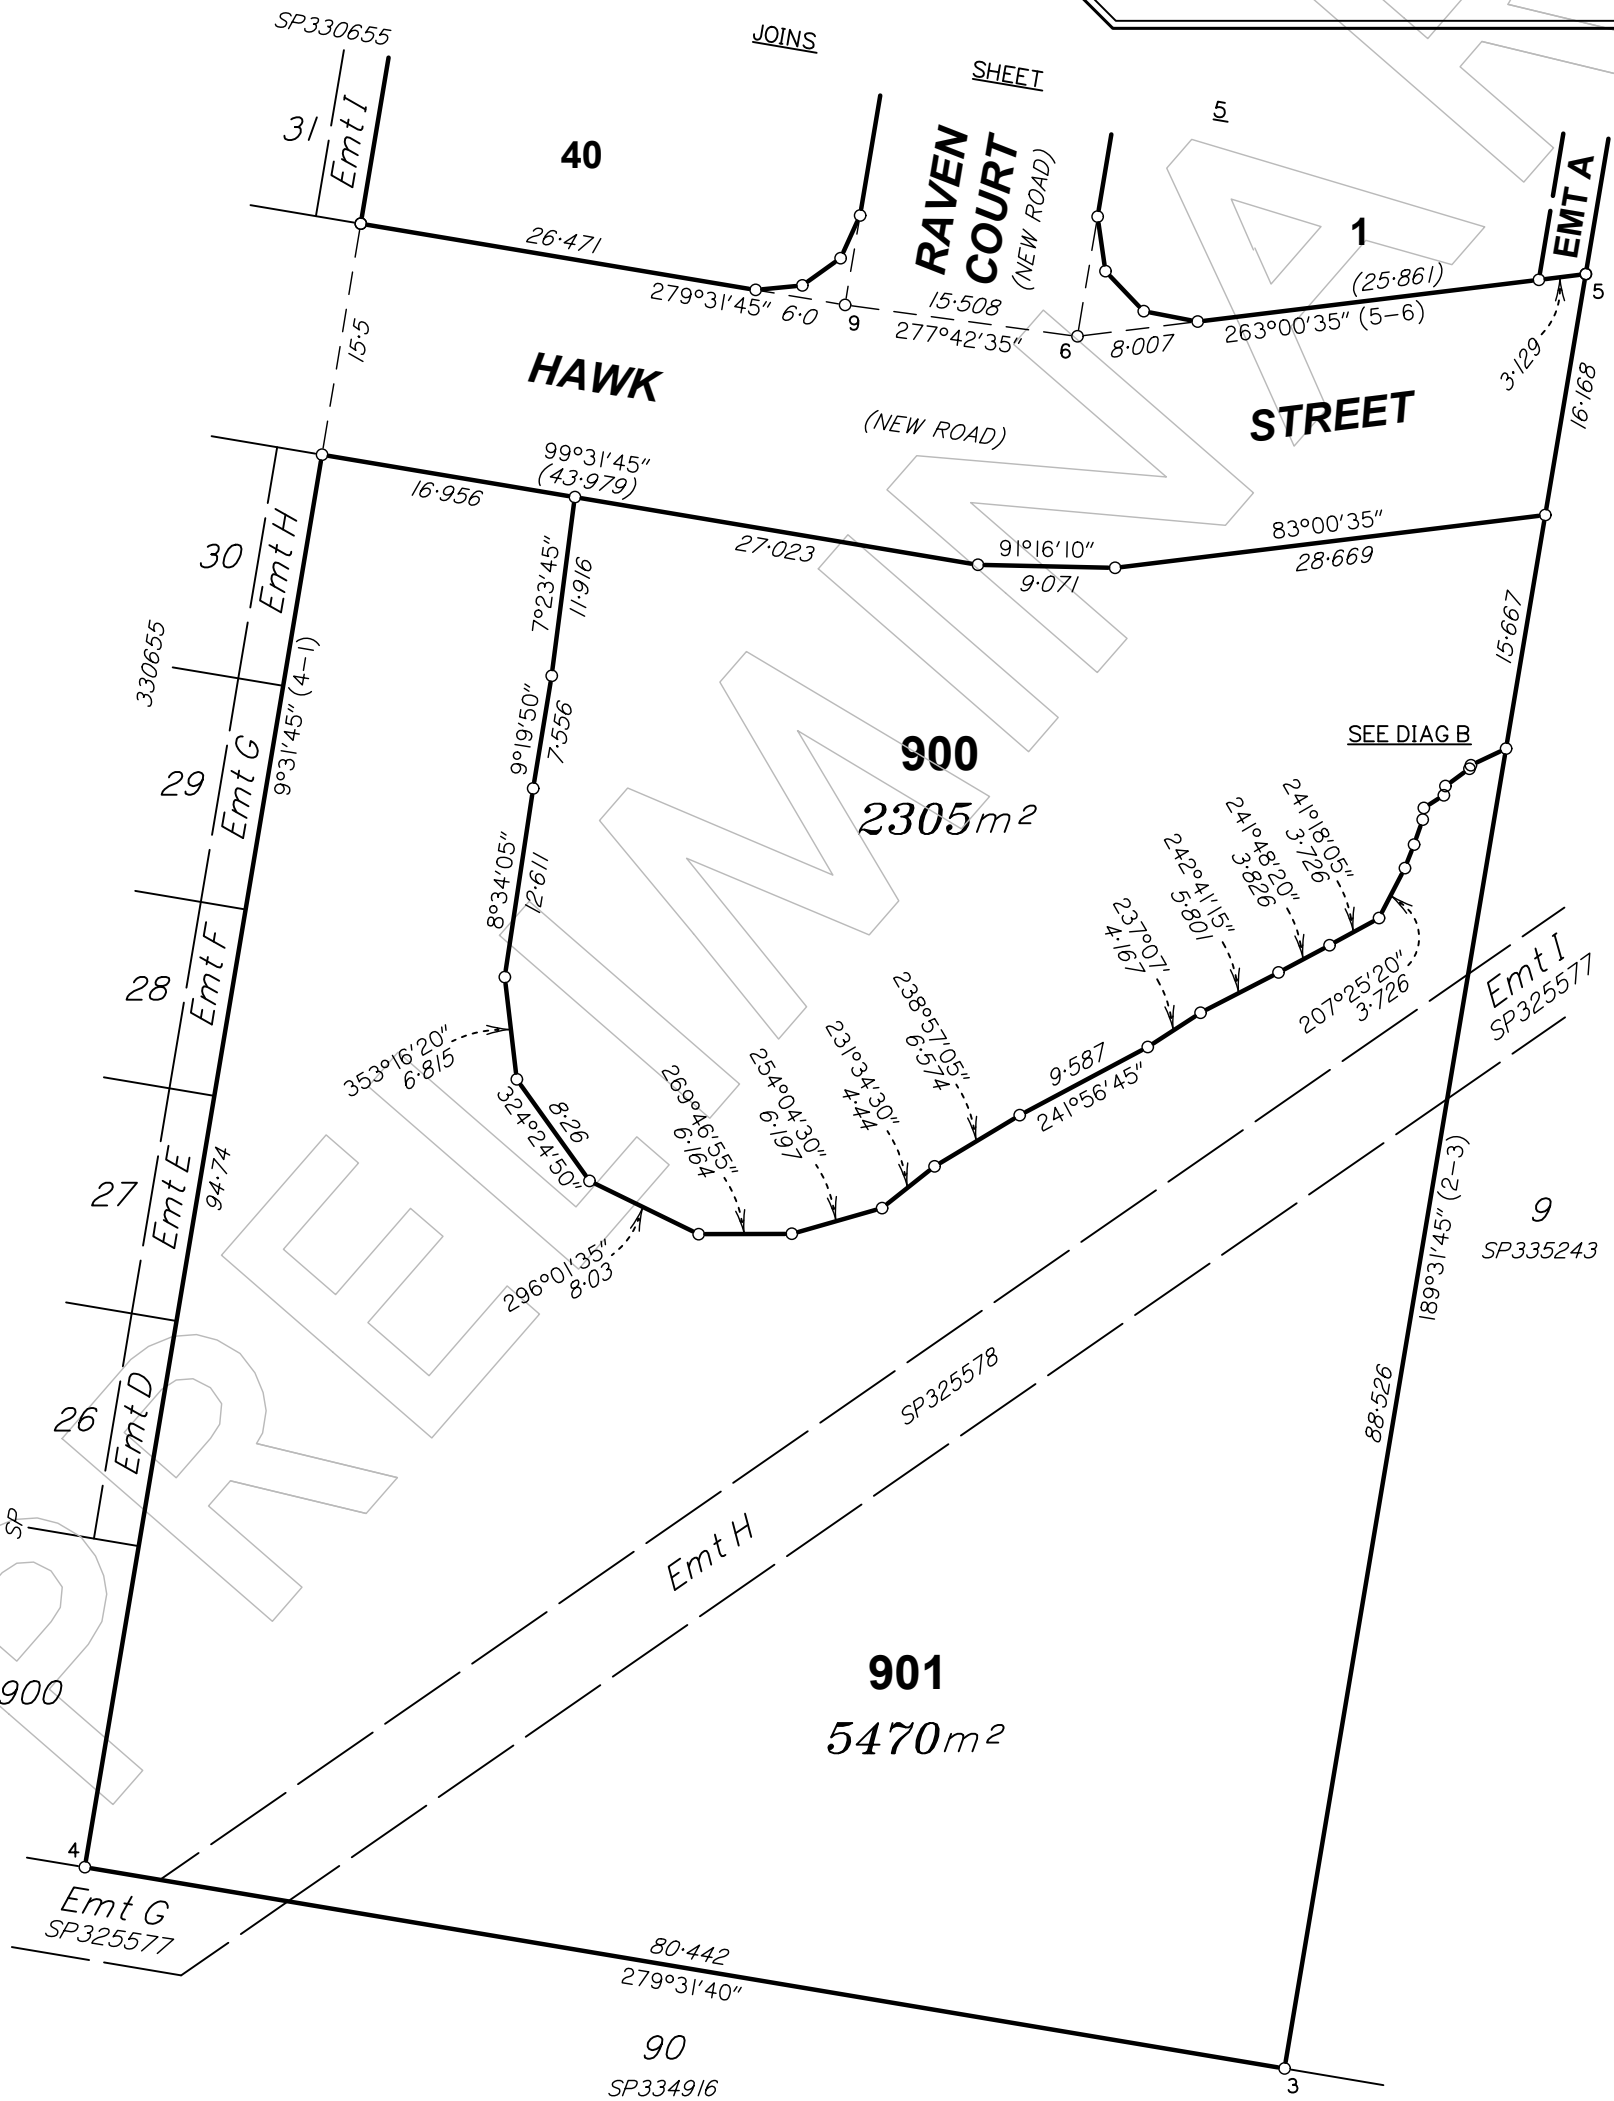 SP330655
JOINS
SHEET
5
31
Emt I
40
RAVEN
COURT
(NEW ROAD)
1
EMT A
26·471
279°31'45" 6·0
9
15·508
277°42'35"
6
8·007
(25·861)
263°00'35" (5-6)
5
3·129
16·168
15·5
HAWK
(NEW ROAD)
STREET
99°31'45"
(43·979)
16·956
27·023
91°16'10"
9·071
83°00'35"
28·669
30
Emt H
7°23'45"
11·916
15·667
330655
9°31'45" (4-1)
9°19'50"
7·556
29
Emt G
900
2305m²
SEE DIAG B
8°34'05"
12·611
241°18'05"
3·726
241°48'20"
3·826
242°41'15"
5·801
237°07'
4·167
207°25'20"
3·726
28
Emt F
Emt I
SP325577
353°16'20"
6·815
8·26
324°24'50"
269°46'55"
6·164
254°04'30"
6·197
231°34'30"
4·44
238°57'05"
6·574
9·587
241°56'45"
27
Emt E
94·74
296°01'35"
8·03
189°31'45" (2-3)
9
SP335243
88·526
26
Emt D
SP325578
SP
Emt H
900
901
5470m²
4
Emt G
SP325577
80·442
279°31'40"
90
SP334916
3
PRELIMINA